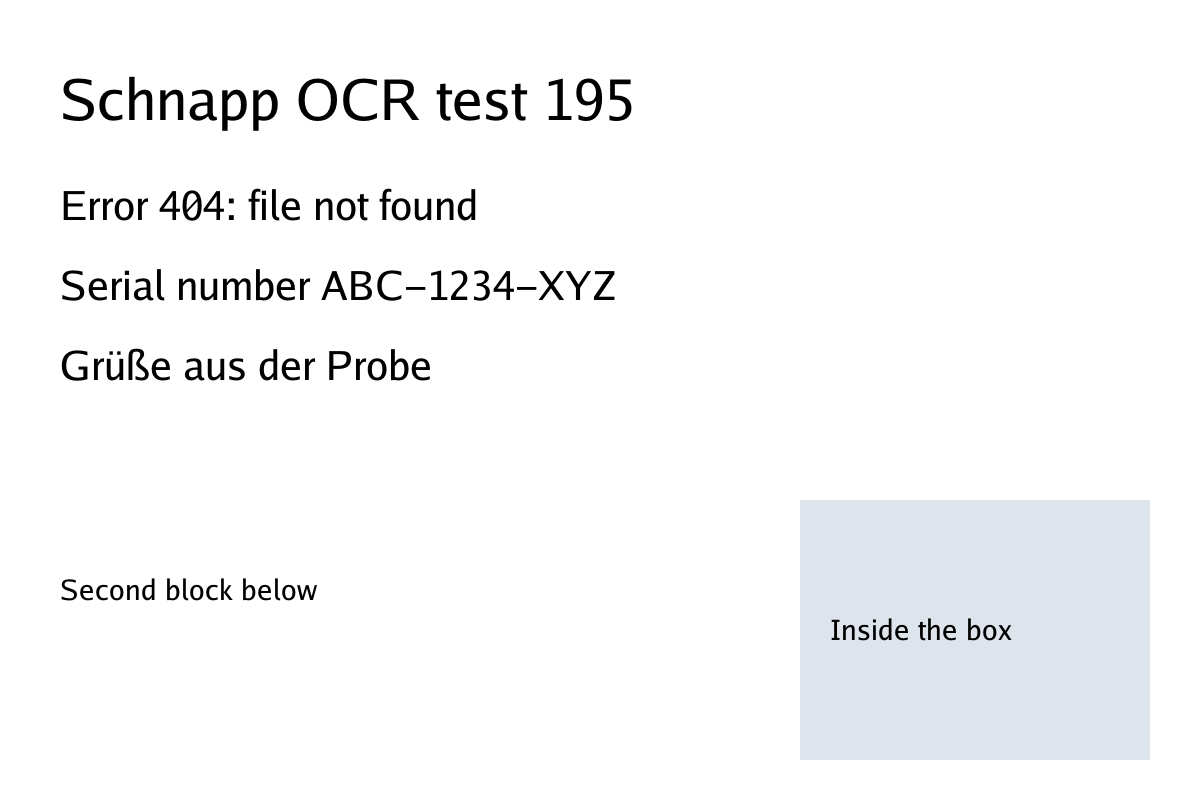 Schnapp OCR test 195
Error 404: file not found
Serial number ABC–1234–XYZ
Grüße aus der Probe
Second block below
Inside the box